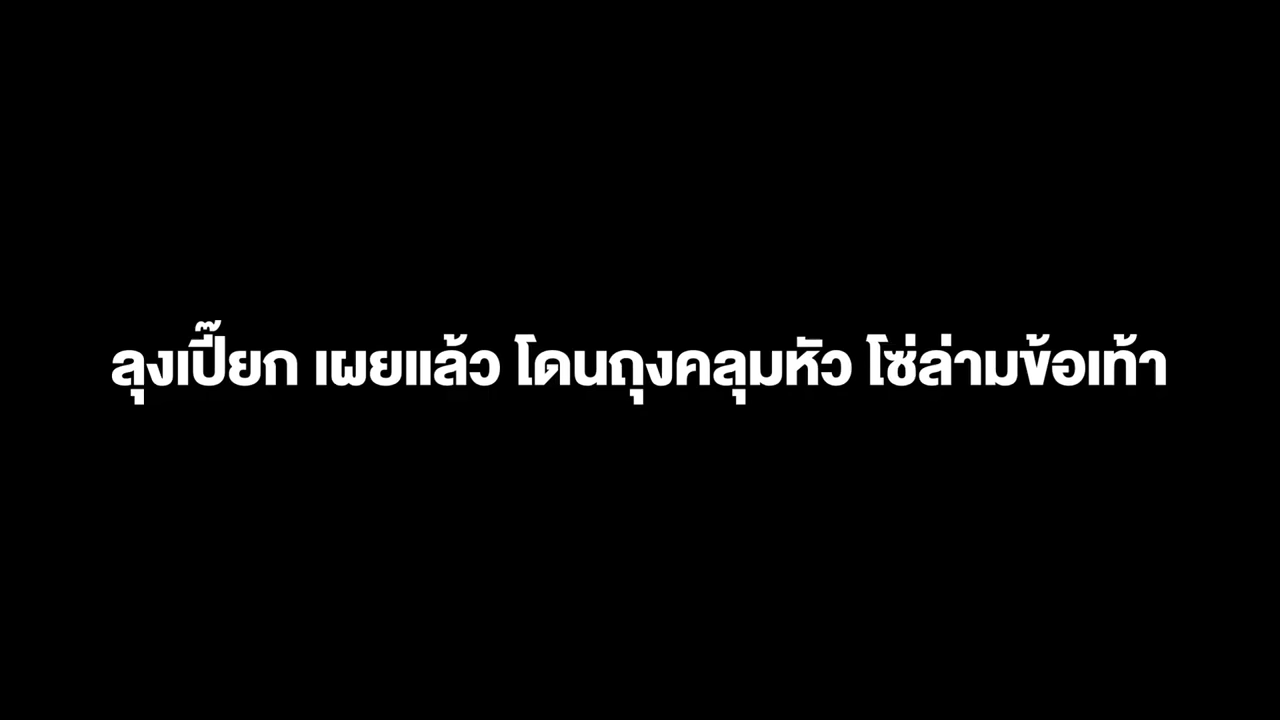 ลุงเปี๊ยก เผยแล้ว โดนถุงคลุมหัว โซ่ล่ามข้อเท้า